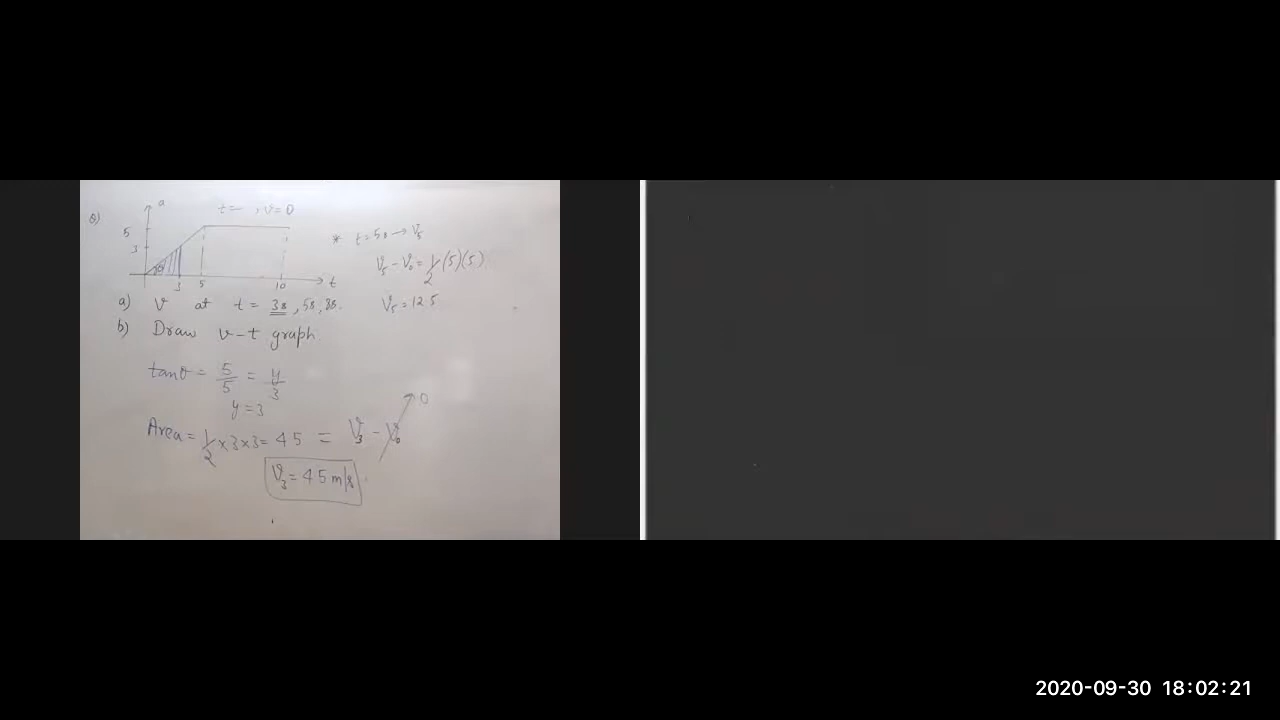 Q)
a
t= , v=0
5
3
θ
3 5 10 t
a) V at t = 3s, 5s, 8s.
b) Draw v-t graph
tanθ = 5/5 = y/3
y = 3
Area = 1/2 × 3 × 3 = 4.5 = V₃ - V₀ 0
V₃ = 4.5 m/s
* t = 5s → V₅
V₅ - V₀ = 1/2 (5)(5)
V₅ = 12.5
2020-09-30 18:02:21